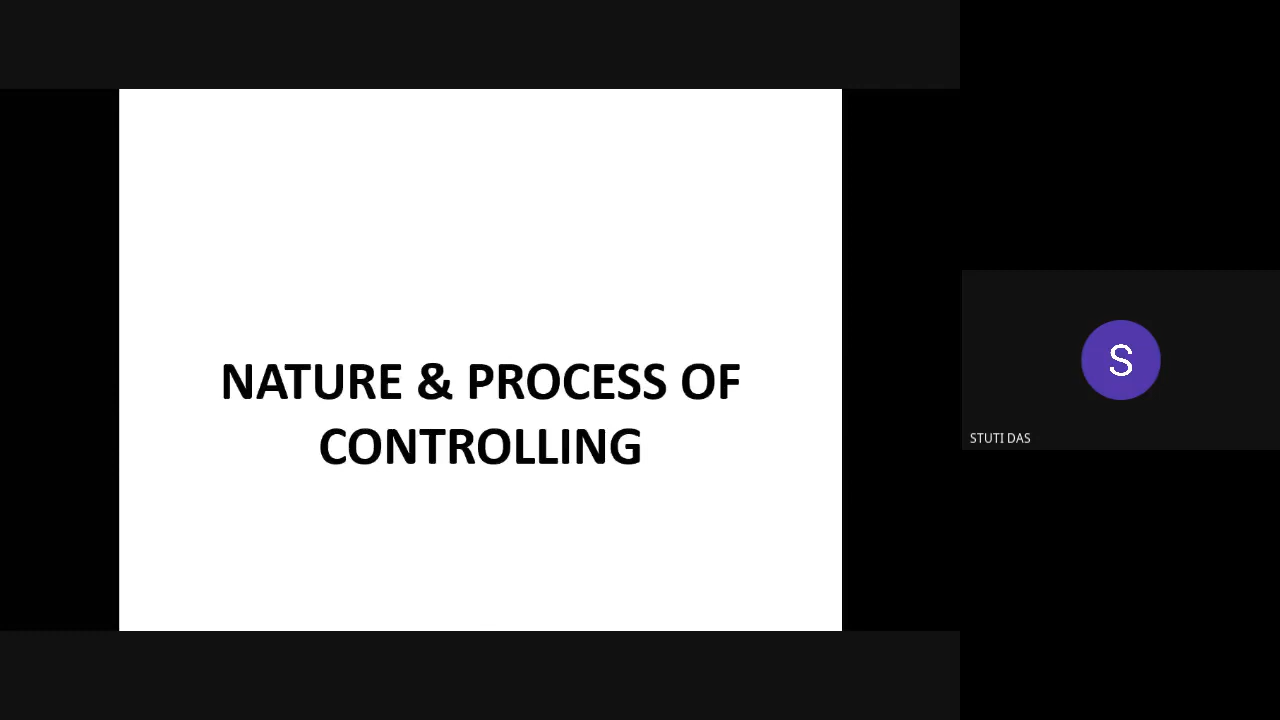 NATURE & PROCESS OF
CONTROLLING
S
STUTI DAS